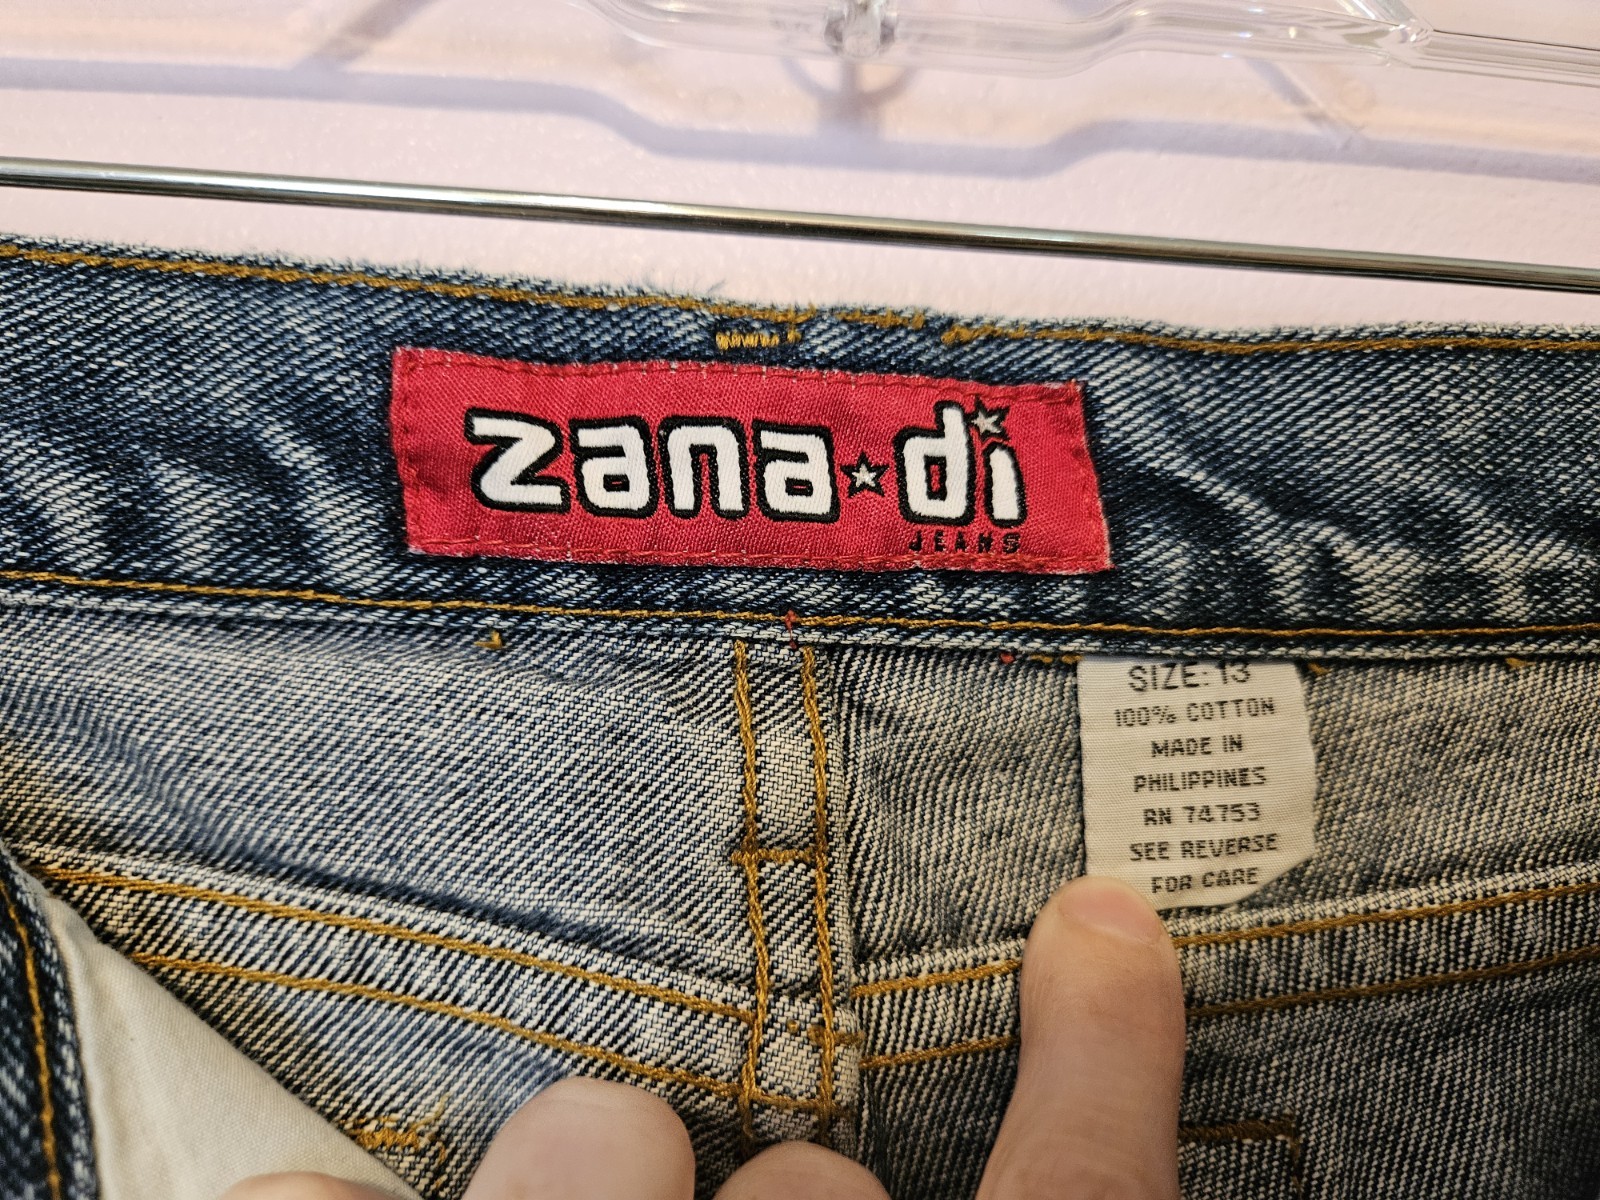 zana★di
JEANS
SIZE: 13
100% COTTON
MADE IN
PHILIPPINES
RN 74753
SEE REVERSE
FOR CARE